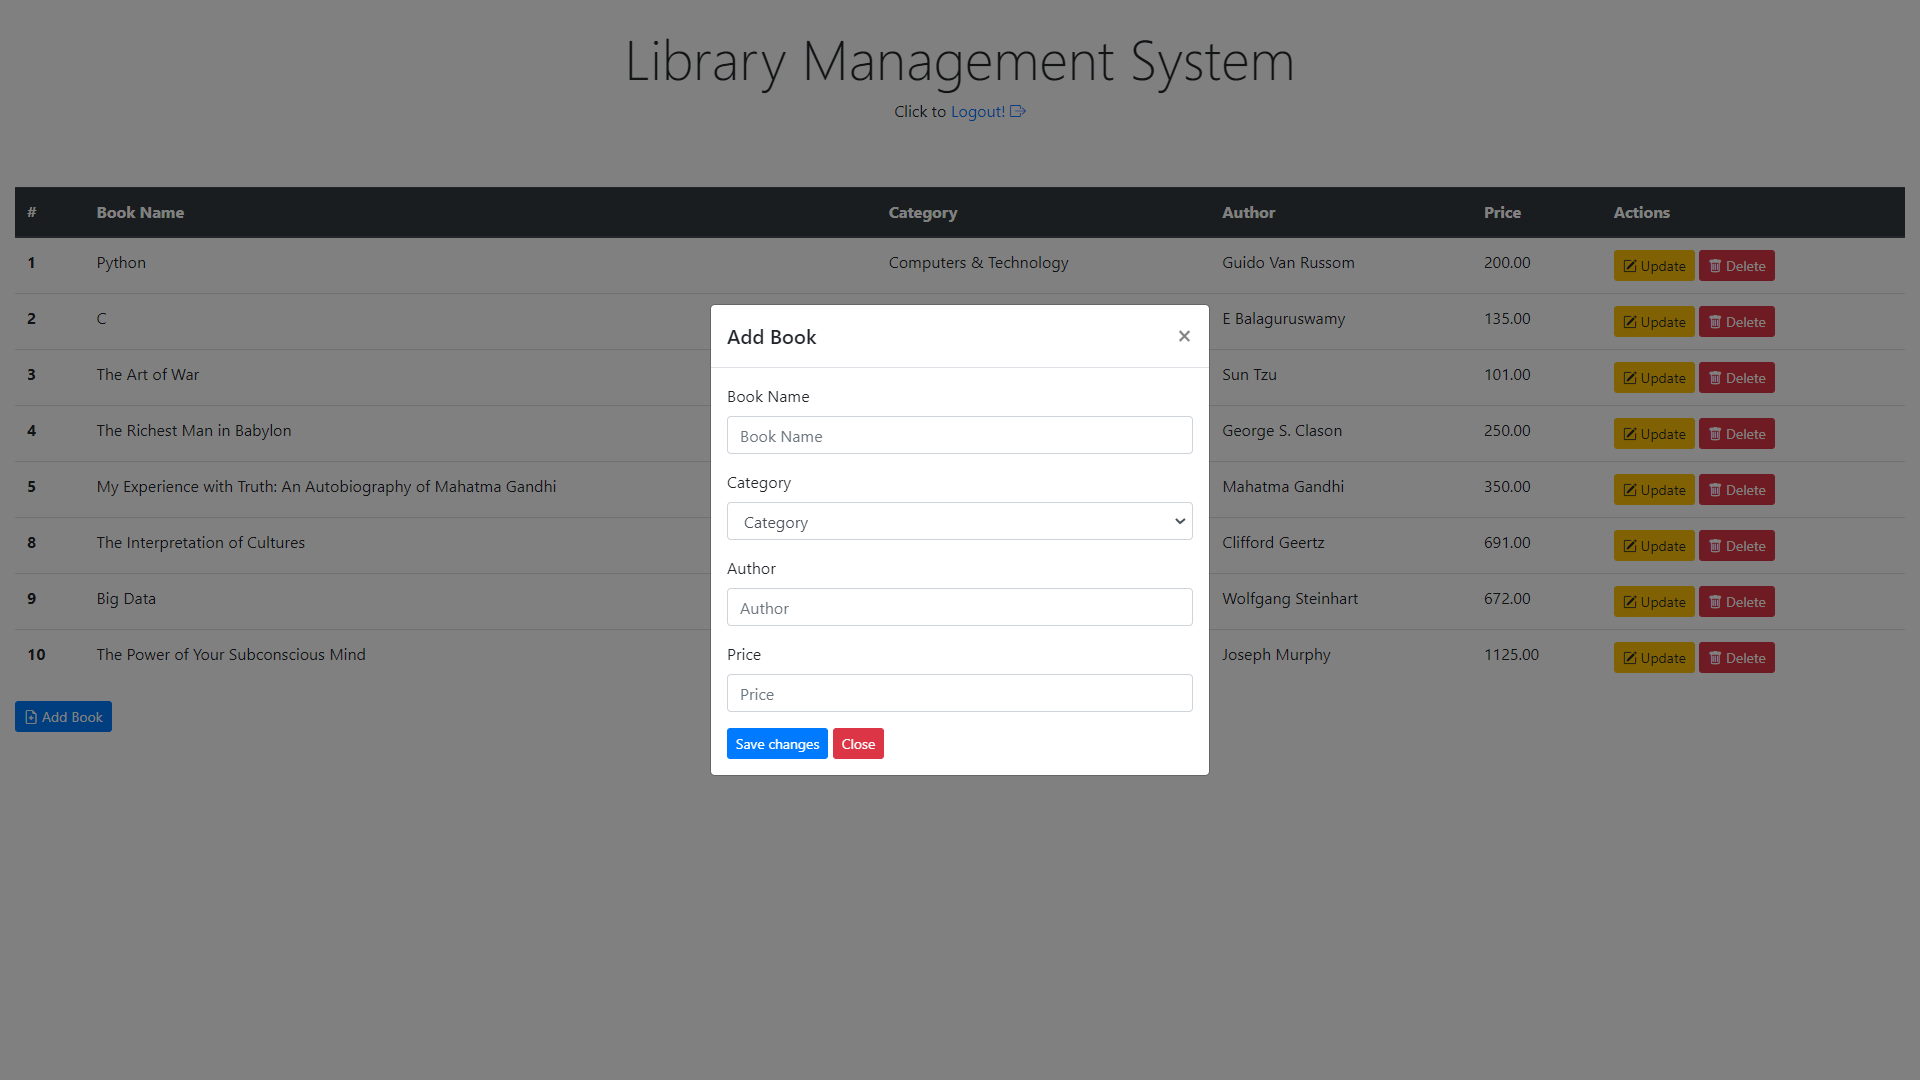 Library Management System
Click to Logout!
# Book Name Category Author Price Actions
1 Python Computers & Technology Guido Van Russom 200.00 Update Delete
2 C E Balaguruswamy 135.00 Update Delete
3 The Art of War Sun Tzu 101.00 Update Delete
4 The Richest Man in Babylon George S. Clason 250.00 Update Delete
5 My Experience with Truth: An Autobiography of Mahatma Gandhi Mahatma Gandhi 350.00 Update Delete
8 The Interpretation of Cultures Clifford Geertz 691.00 Update Delete
9 Big Data Wolfgang Steinhart 672.00 Update Delete
10 The Power of Your Subconscious Mind Joseph Murphy 1125.00 Update Delete
Add Book
Add Book ×
Book Name
Book Name
Category
Category
Author
Author
Price
Price
Save changes Close